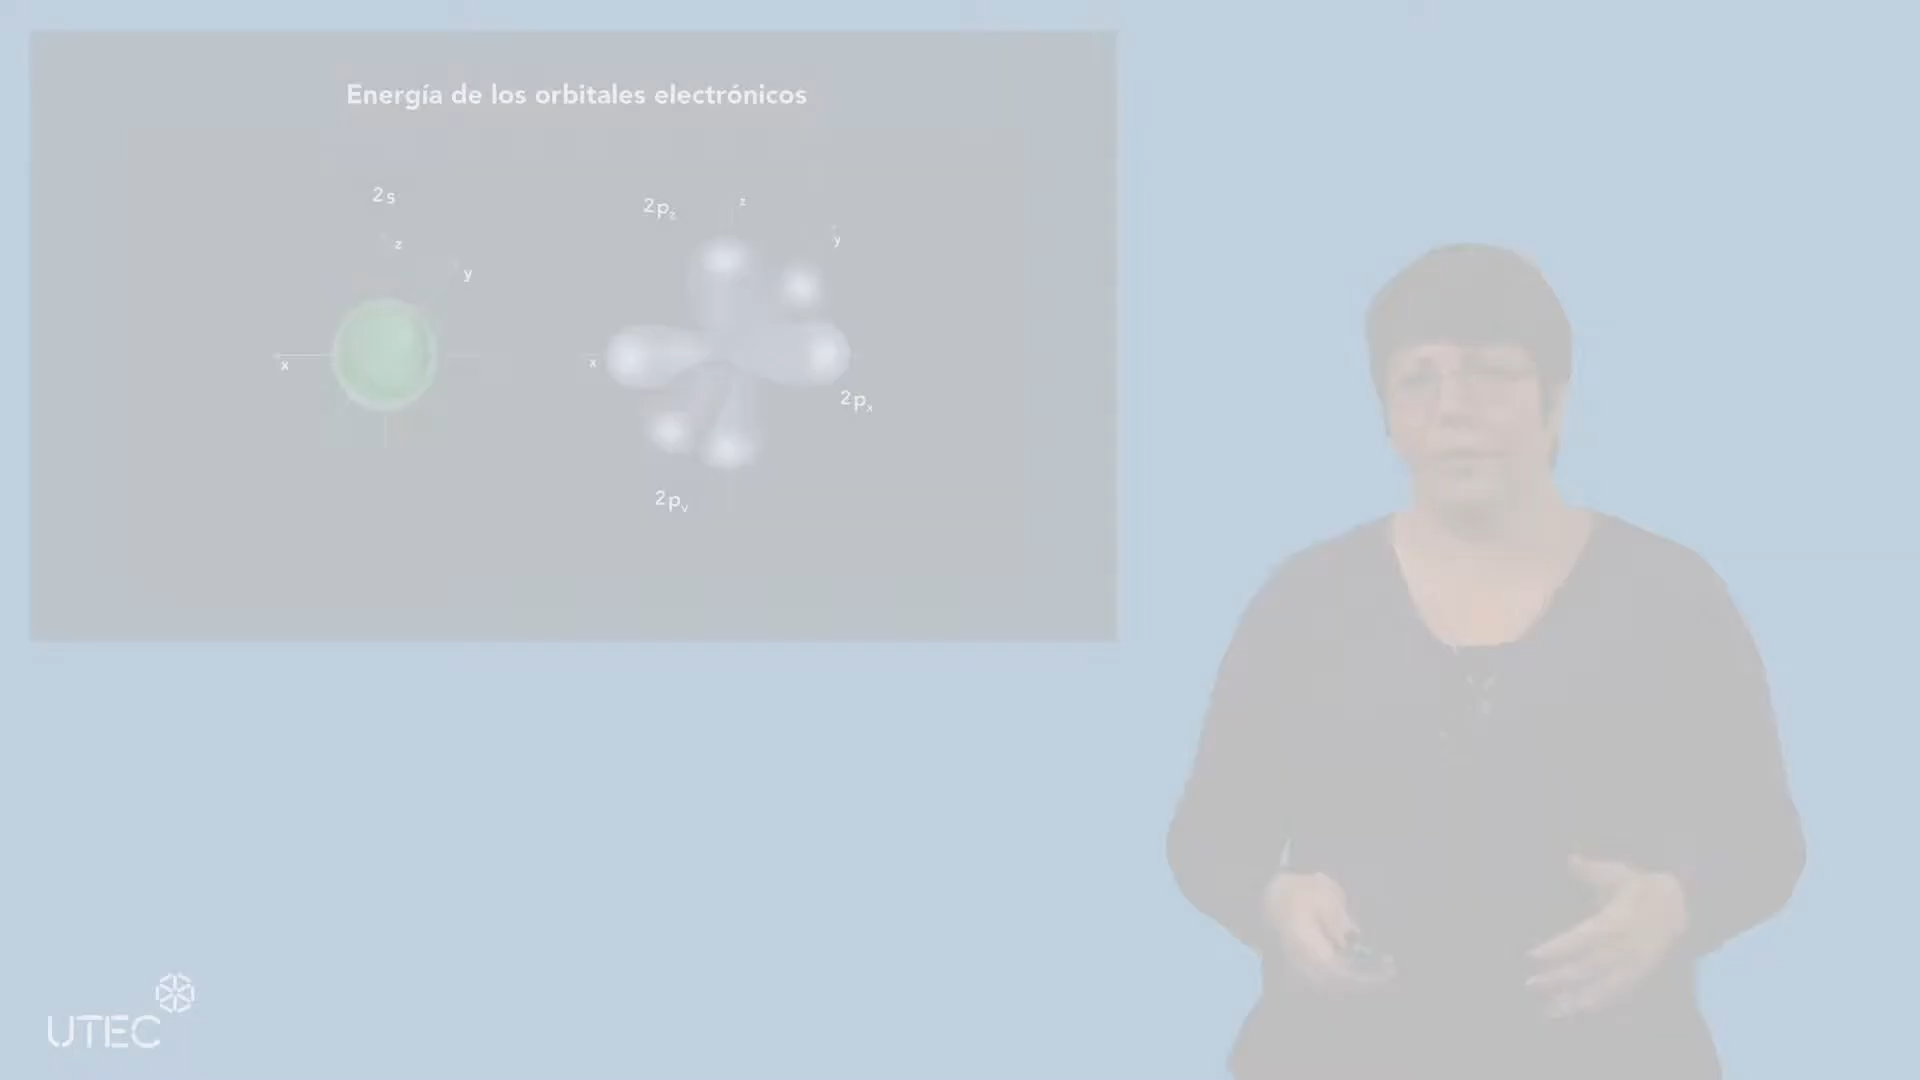 Energía de los orbitales electrónicos
2s
z
y
x
2pz
z
y
x
2px
2py
UTEC